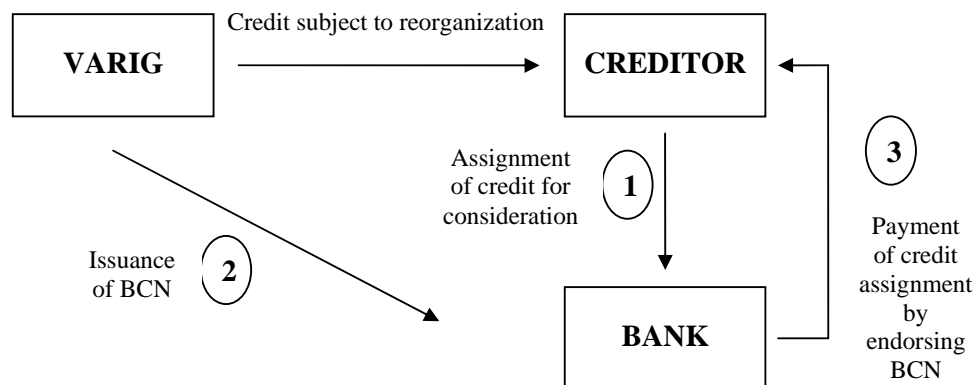 Credit subject to reorganization
VARIG
CREDITOR
Assignment
of credit for
consideration
1
3
Issuance
of BCN
2
Payment
of credit
assignment
by
endorsing
BCN
BANK